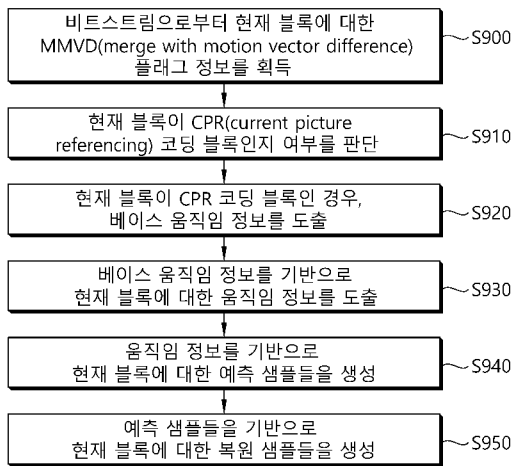 비트스트림으로부터 현재 블록에 대한
MMVD(merge with motion vector difference)
플래그 정보를 획득
S900
현재 블록이 CPR(current picture
referencing) 코딩 블록인지 여부를 판단
S910
현재 블록이 CPR 코딩 블록인 경우,
베이스 움직임 정보를 도출
S920
베이스 움직임 정보를 기반으로
현재 블록에 대한 움직임 정보를 도출
S930
움직임 정보를 기반으로
현재 블록에 대한 예측 샘플들을 생성
S940
예측 샘플들을 기반으로
현재 블록에 대한 복원 샘플들을 생성
S950